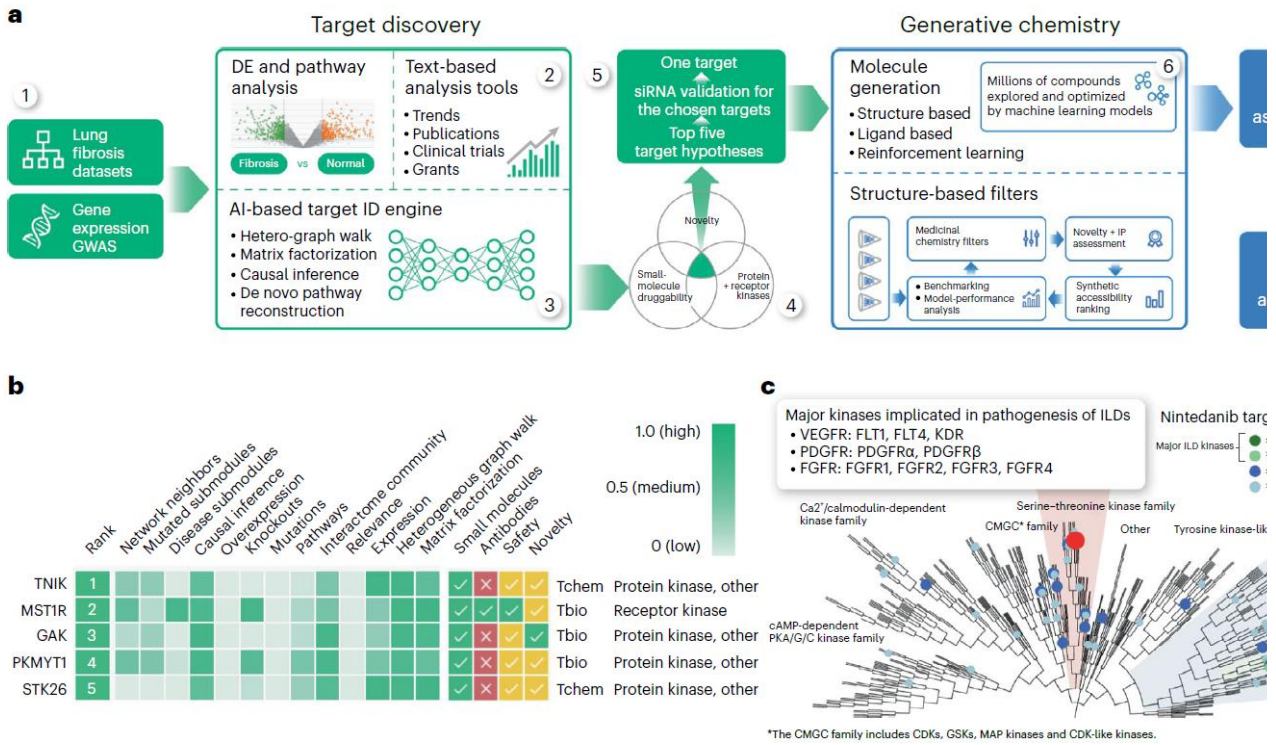 a
Target discovery
Generative chemistry
1
Lung
fibrosis
datasets
Gene
expression
GWAS
DE and pathway
analysis
Fibrosis vs Normal
Text-based
analysis tools
2
• Trends
• Publications
• Clinical trials
• Grants
AI-based target ID engine
• Hetero-graph walk
• Matrix factorization
• Causal inference
• De novo pathway
reconstruction
3
5
One target
siRNA validation for
the chosen targets
Top five
target hypotheses
Novelty
Small-
molecule
druggability
Protein
+ receptor
kinases
4
Molecule
generation
• Structure based
• Ligand based
• Reinforcement learning
Millions of compounds
explored and optimized
by machine learning models
6
Structure-based filters
Medicinal
chemistry filters
Novelty + IP
assessment
• Benchmarking
• Model-performance
analysis
Synthetic
accessibility
ranking
as
a
b
Rank
Network neighbors
Mutated submodules
Disease submodules
Causal inference
Overexpression
Knockouts
Mutations
Pathways
Interactome community
Relevance
Expression
Heterogeneous graph walk
Matrix factorization
Small molecules
Antibodies
Safety
Novelty
1.0 (high)
0.5 (medium)
0 (low)
TNIK 1 Tchem Protein kinase, other
MST1R 2 Tbio Receptor kinase
GAK 3 Tbio Protein kinase, other
PKMYT1 4 Tbio Protein kinase, other
STK26 5 Tchem Protein kinase, other
c
Major kinases implicated in pathogenesis of ILDs
• VEGFR: FLT1, FLT4, KDR
• PDGFR: PDGFRα, PDGFRβ
• FGFR: FGFR1, FGFR2, FGFR3, FGFR4
Nintedanib targ
Major ILD kinases
Ca²⁺/calmodulin-dependent
kinase family
Serine–threonine kinase family
CMGC* family
Other
Tyrosine kinase-lik
cAMP-dependent
PKA/G/C kinase family
*The CMGC family includes CDKs, GSKs, MAP kinases and CDK-like kinases.